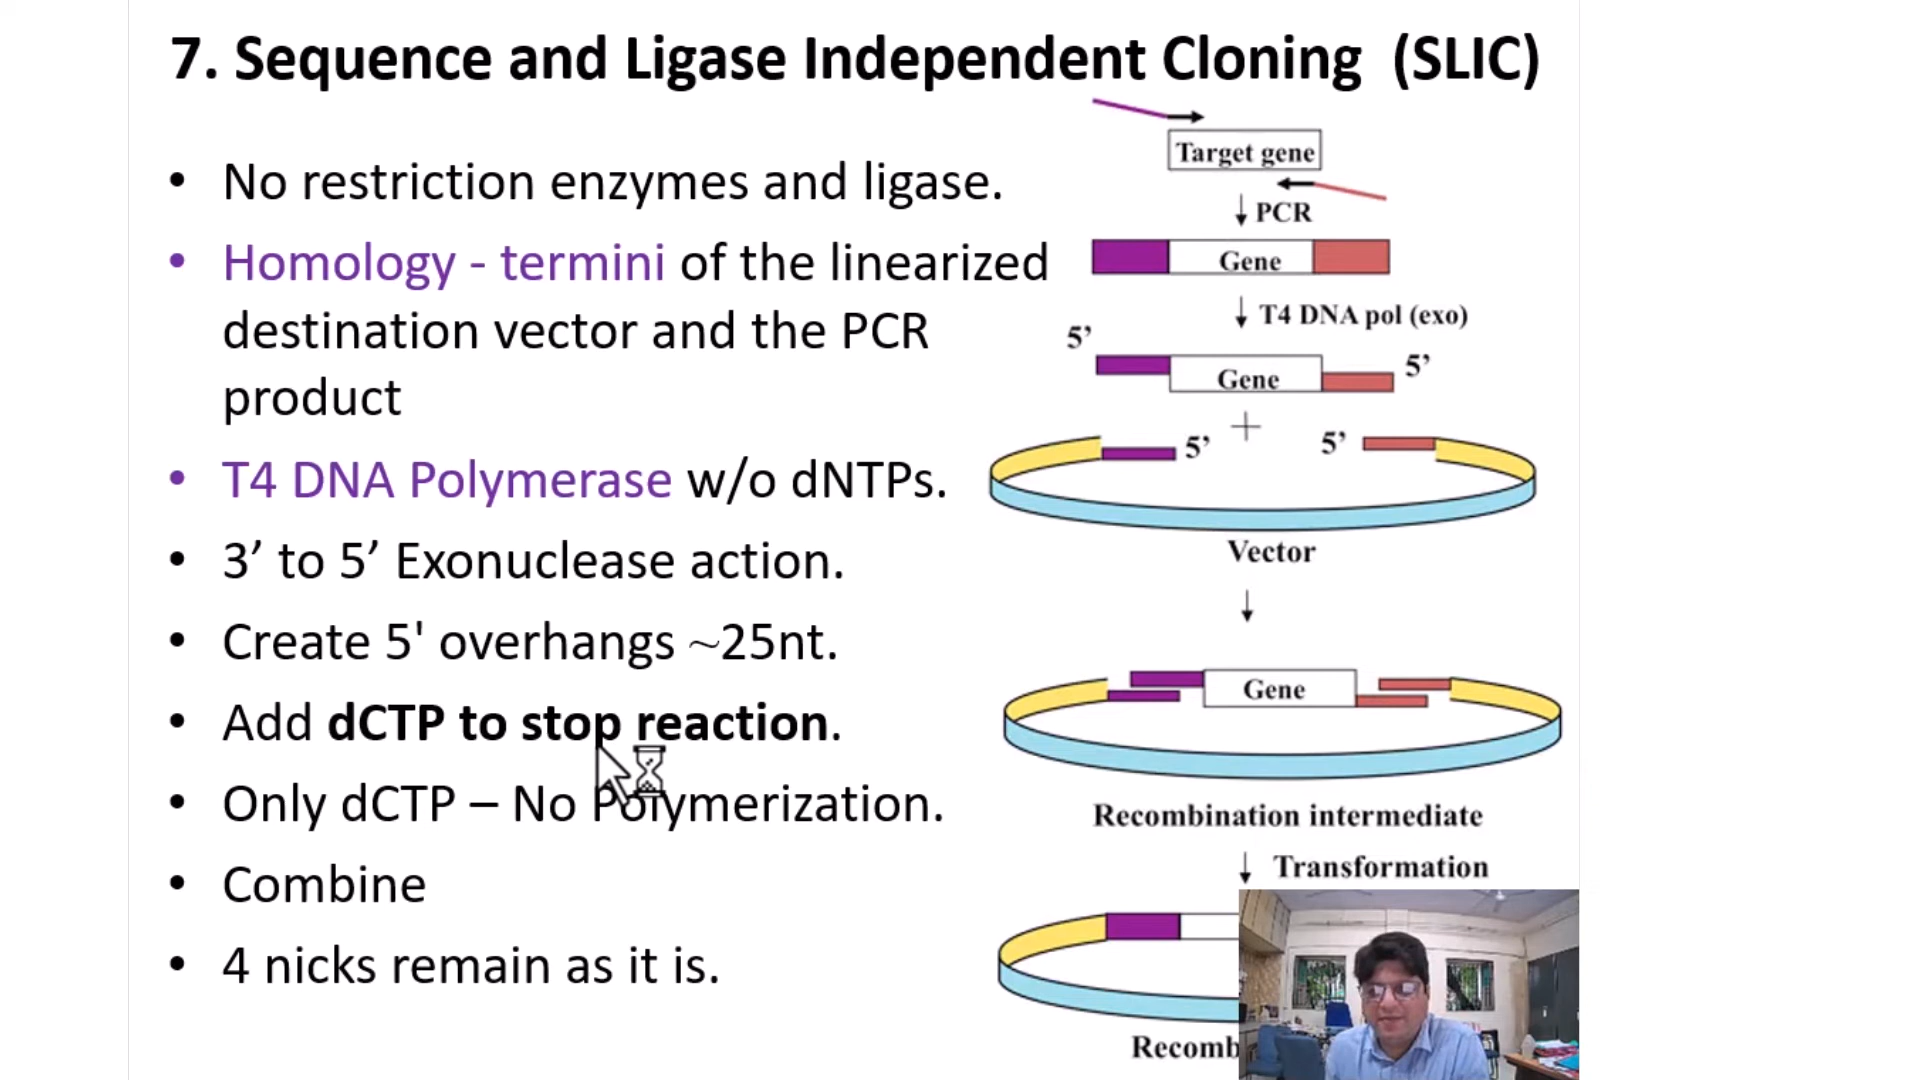 7. Sequence and Ligase Independent Cloning (SLIC)
• No restriction enzymes and ligase.
• Homology - termini of the linearized
destination vector and the PCR
product
• T4 DNA Polymerase w/o dNTPs.
• 3’ to 5’ Exonuclease action.
• Create 5' overhangs ~25nt.
• Add dCTP to stop reaction.
• Only dCTP – No Polymerization.
• Combine
• 4 nicks remain as it is.
Target gene
PCR
Gene
T4 DNA pol (exo)
5’
Gene
5’
+
5’
5’
Vector
Gene
Recombination intermediate
Transformation
Recomb